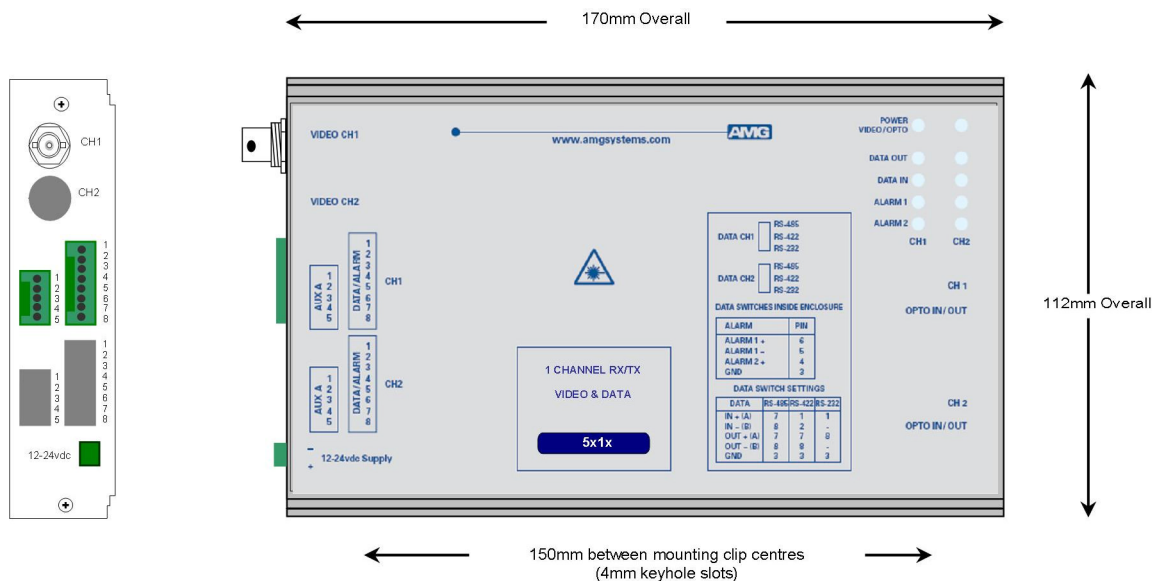 170mm Overall
CH1
CH2
1
2
3
4
5
6
7
8
1
2
3
4
5
1
2
3
4
5
6
7
8
1
2
3
4
5
12-24vdc
VIDEO CH1
www.amgsystems.com
AMG
POWER
VIDEO/OPTO
DATA OUT
DATA IN
ALARM 1
ALARM 2
CH1 CH2
VIDEO CH2
AUX A
1
2
3
4
5
DATA/ALARM
1
2
3
4
5
6
7
8
CH1
AUX A
1
2
3
4
5
DATA/ALARM
1
2
3
4
5
6
7
8
CH2
– 
+
12-24vdc Supply
1 CHANNEL RX/TX
VIDEO & DATA
5x1x
DATA CH1
RS-485
RS-422
RS-232
DATA CH2
RS-485
RS-422
RS-232
DATA SWITCHES INSIDE ENCLOSURE
ALARM PIN
ALARM 1 + 6
ALARM 1 – 5
ALARM 2 + 4
GND 3
DATA SWITCH SETTINGS
DATA RS-485 RS-422 RS-232
IN + (A) 7 1 1
IN – (B) 8 2 -
OUT + (A) 7 7 8
OUT – (B) 8 8 -
GND 3 3 3
CH 1
OPTO IN/OUT
CH 2
OPTO IN/OUT
112mm Overall
150mm between mounting clip centres
(4mm keyhole slots)